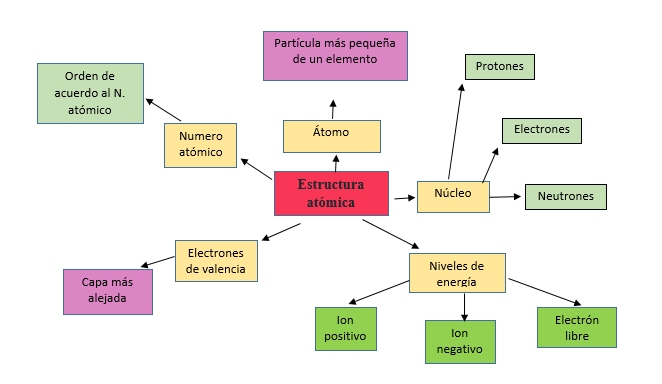 Partícula más pequeña
de un elemento
Protones
Orden de
acuerdo al N.
atómico
Numero
atómico
Átomo
Electrones
Estructura
atómica
Núcleo
Neutrones
Electrones
de valencia
Niveles de
energía
Capa más
alejada
Ion
positivo
Ion
negativo
Electrón
libre